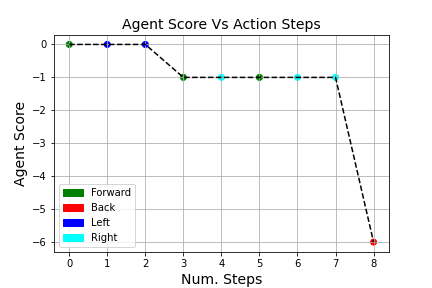 Agent Score Vs Action Steps
Agent Score
0
−1
−2
−3
−4
−5
−6
Forward
Back
Left
Right
0 1 2 3 4 5 6 7 8
Num. Steps